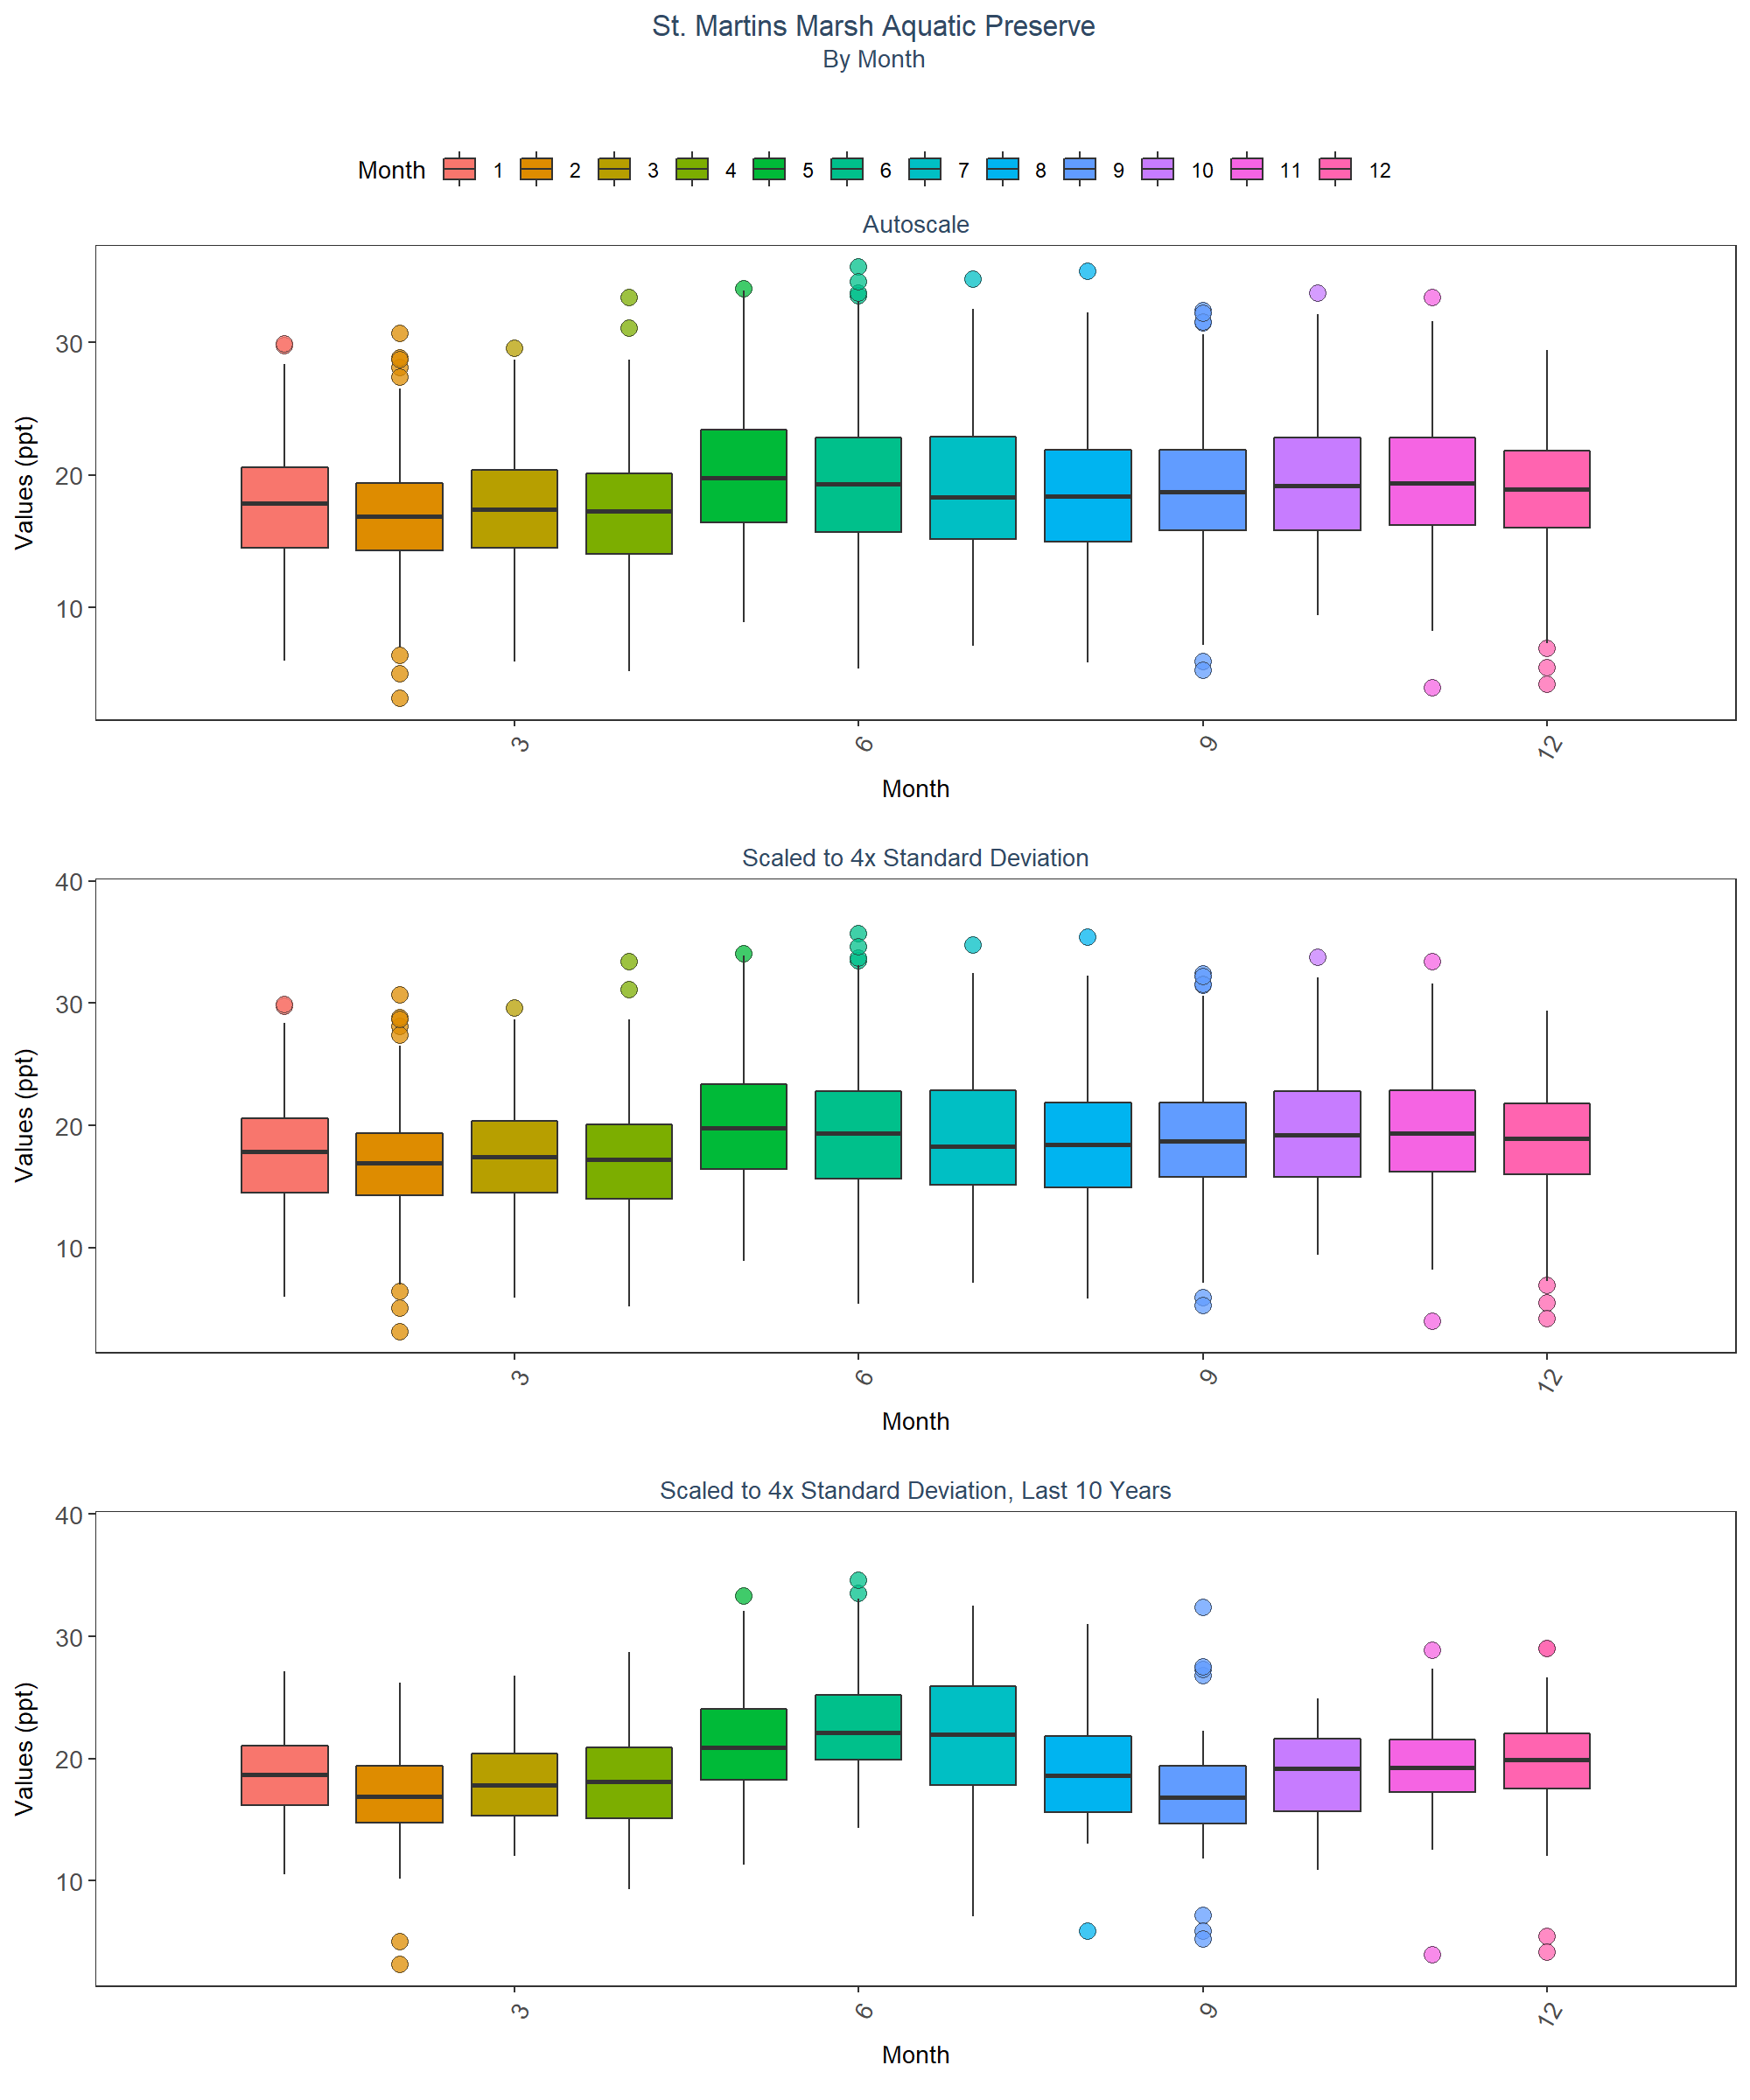 St. Martins Marsh Aquatic Preserve
By Month
Month 1 2 3 4 5 6 7 8 9 10 11 12
Autoscale
Values (ppt)
30
20
10
3 6 9 12
Month
Scaled to 4x Standard Deviation
Values (ppt)
40
30
20
10
3 6 9 12
Month
Scaled to 4x Standard Deviation, Last 10 Years
Values (ppt)
40
30
20
10
3 6 9 12
Month